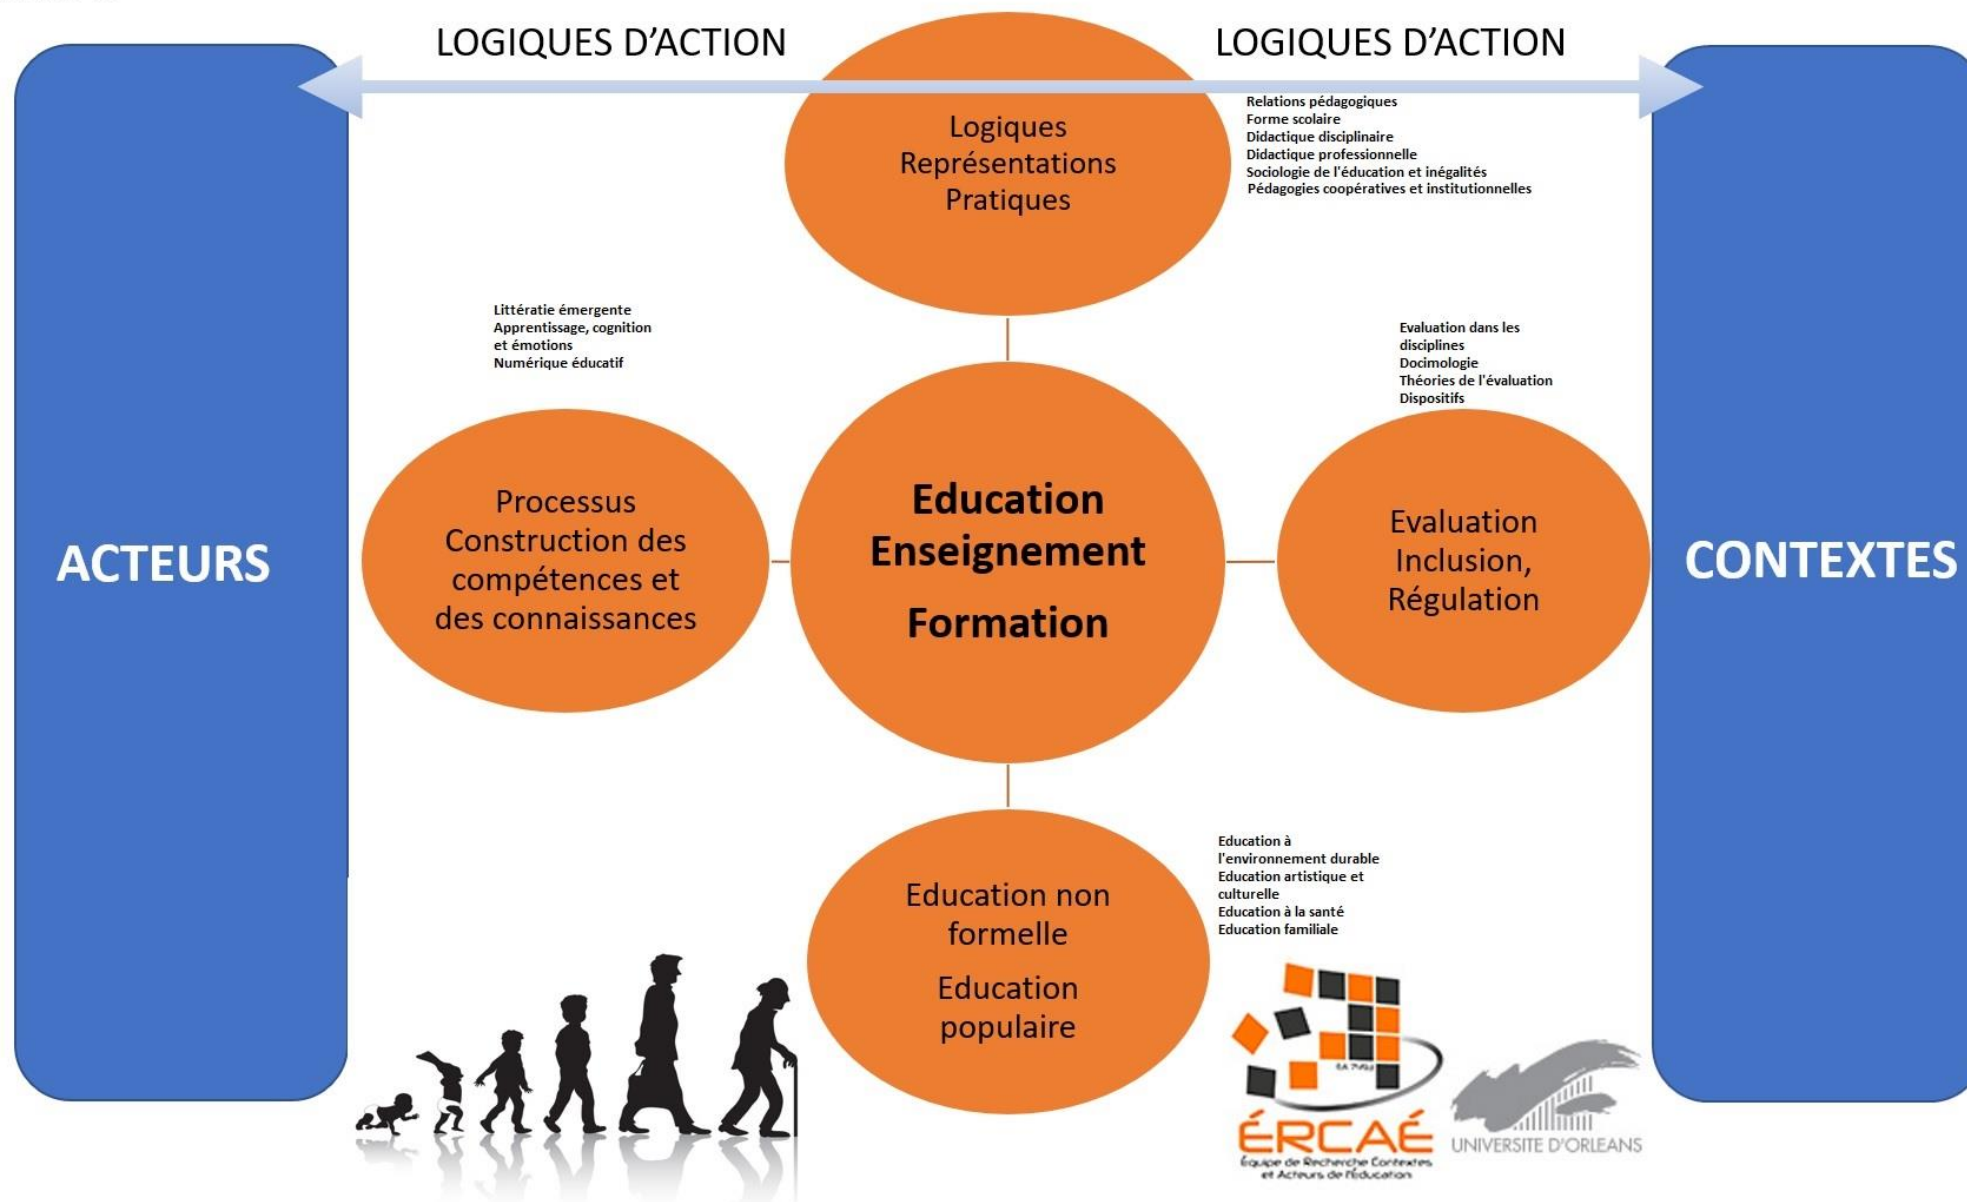 LOGIQUES D’ACTION
LOGIQUES D’ACTION
Logiques
Représentations
Pratiques
Relations pédagogiques
Forme scolaire
Didactique disciplinaire
Didactique professionnelle
Sociologie de l'éducation et inégalités
Pédagogies coopératives et institutionnelles
Littératie émergente
Apprentissage, cognition
et émotions
Numérique éducatif
Evaluation dans les
disciplines
Docimologie
Théories de l'évaluation
Dispositifs
ACTEURS
Processus
Construction des
compétences et
des connaissances
Education
Enseignement
Formation
Evaluation
Inclusion,
Régulation
CONTEXTES
Education non
formelle
Education
populaire
Education à
l'environnement durable
Education artistique et
culturelle
Education à la santé
Education familiale
ÉRCAÉ
Équipe de Recherche Contextes
et Acteurs de l'Éducation
UNIVERSITE D'ORLEANS